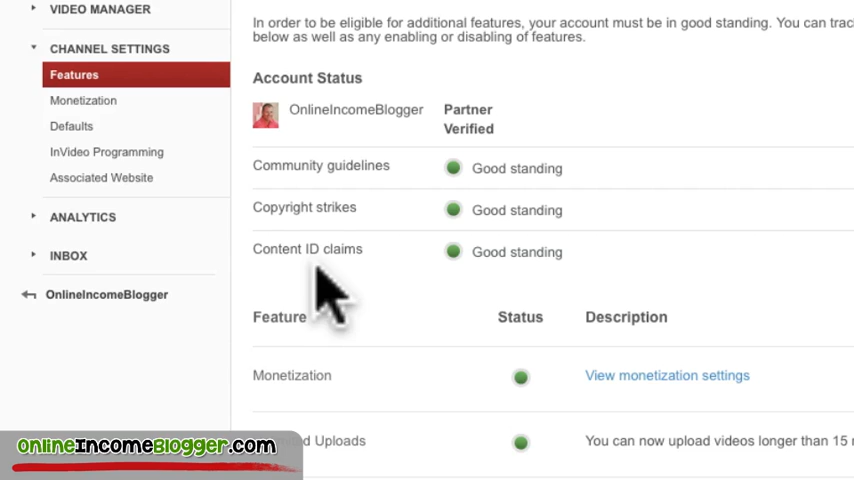 VIDEO MANAGER
CHANNEL SETTINGS
Features
Monetization
Defaults
InVideo Programming
Associated Website
ANALYTICS
INBOX
OnlineIncomeBlogger
In order to be eligible for additional features, your account must be in good standing. You can
below as well as any enabling or disabling of features.
Account Status
OnlineIncomeBlogger Partner
Verified
Community guidelines Good standing
Copyright strikes Good standing
Content ID claims Good standing
Feature Status Description
Monetization View monetization settings
Uploads You can now upload videos longer than 15
onlineIncomeBlogger.com